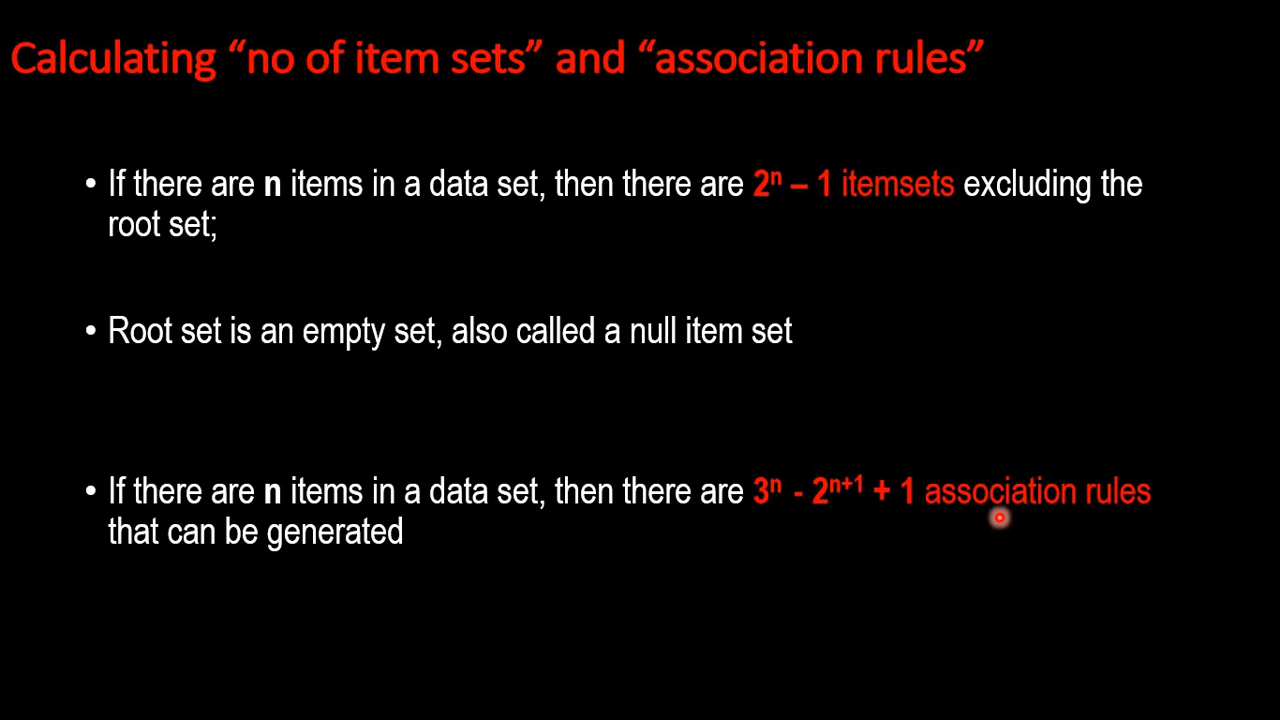 Calculating “no of item sets” and “association rules”
• If there are n items in a data set, then there are 2ⁿ – 1 itemsets excluding the
root set;
• Root set is an empty set, also called a null item set
• If there are n items in a data set, then there are 3ⁿ - 2ⁿ⁺¹ + 1 association rules
that can be generated